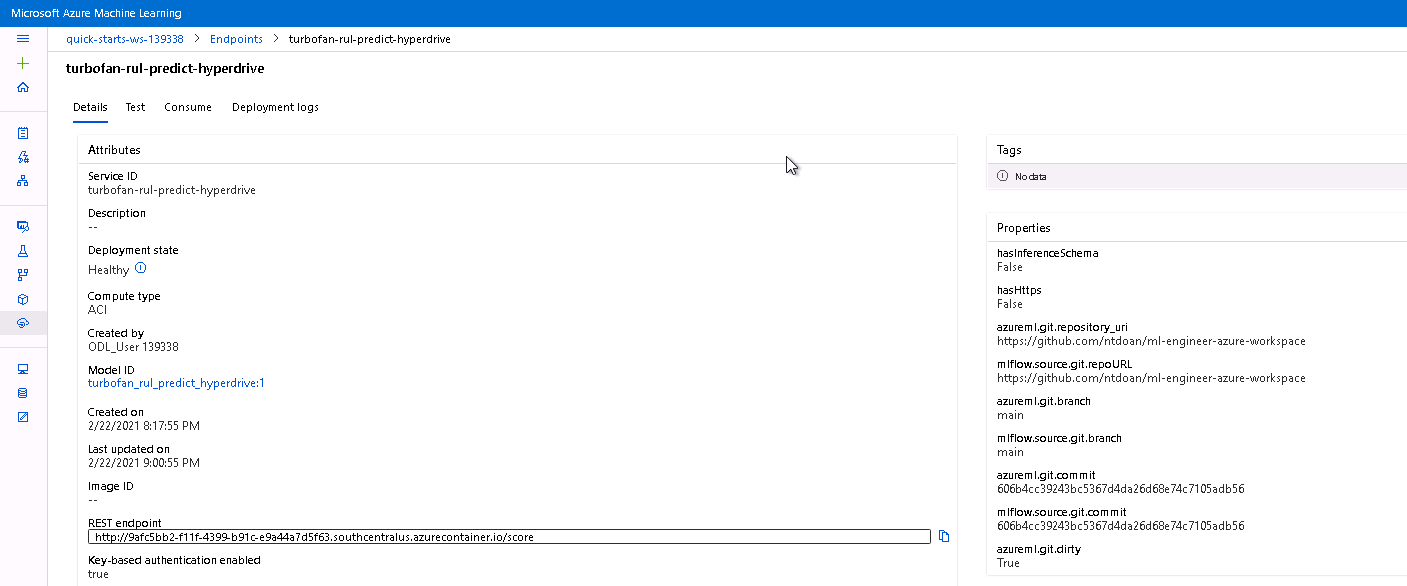 Microsoft Azure Machine Learning
quick-starts-ws-139338 > Endpoints > turbofan-rul-predict-hyperdrive
turbofan-rul-predict-hyperdrive
Details Test Consume Deployment logs
Attributes
Service ID
turbofan-rul-predict-hyperdrive
Description
--
Deployment state
Healthy
Compute type
ACI
Created by
ODL_User 139338
Model ID
turbofan_rul_predict_hyperdrive:1
Created on
2/22/2021 8:17:55 PM
Last updated on
2/22/2021 9:00:55 PM
Image ID
--
REST endpoint
http://9afc5bb2-f11f-4399-b91c-e9a44a7d5f63.southcentralus.azurecontainer.io/score
Key-based authentication enabled
true
Tags
No data
Properties
hasInferenceSchema
False
hasHttps
False
azureml.git.repository_uri
https://github.com/ntdoan/ml-engineer-azure-workspace
mlflow.source.git.repoURL
https://github.com/ntdoan/ml-engineer-azure-workspace
azureml.git.branch
main
mlflow.source.git.branch
main
azureml.git.commit
606b4cc39243bc5367d4da26d68e74c7105adb56
mlflow.source.git.commit
606b4cc39243bc5367d4da26d68e74c7105adb56
azureml.git.dirty
True